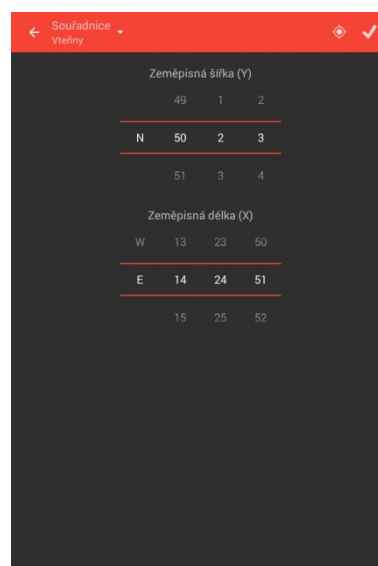 Souřadnice
Vteřiny
Zeměpisná šířka (Y)
49 1 2
N 50 2 3
51 3 4
Zeměpisná délka (X)
W 13 23 50
E 14 24 51
15 25 52